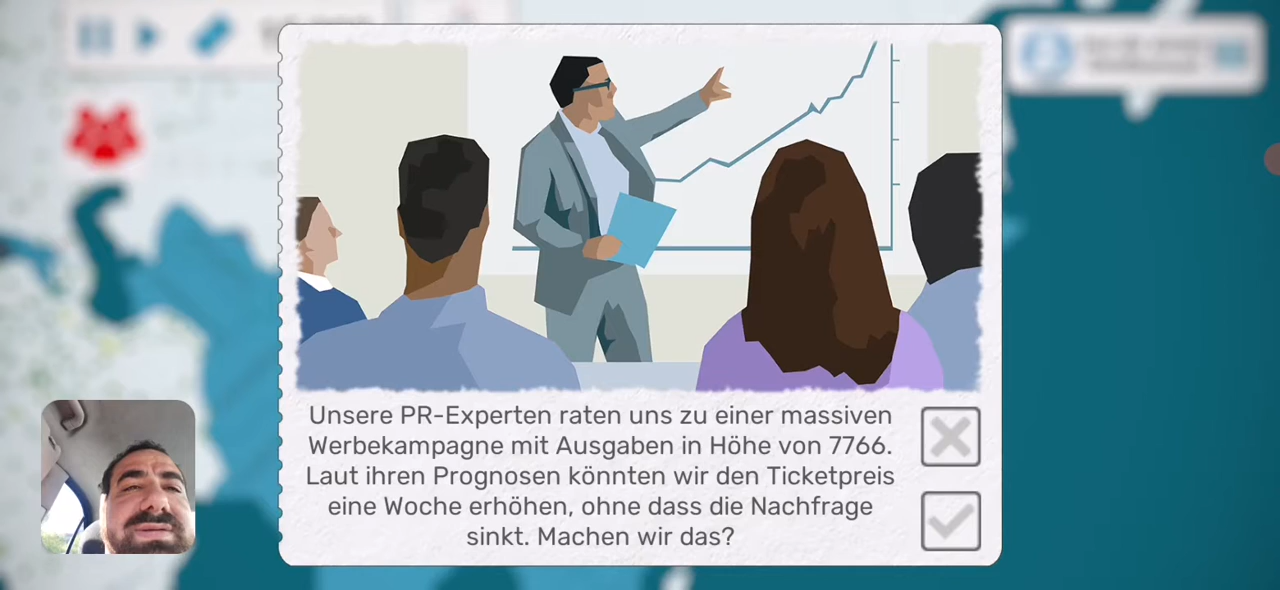 Unsere PR-Experten raten uns zu einer massiven
Werbekampagne mit Ausgaben in Höhe von 7766.
Laut ihren Prognosen könnten wir den Ticketpreis
eine Woche erhöhen, ohne dass die Nachfrage
sinkt. Machen wir das?